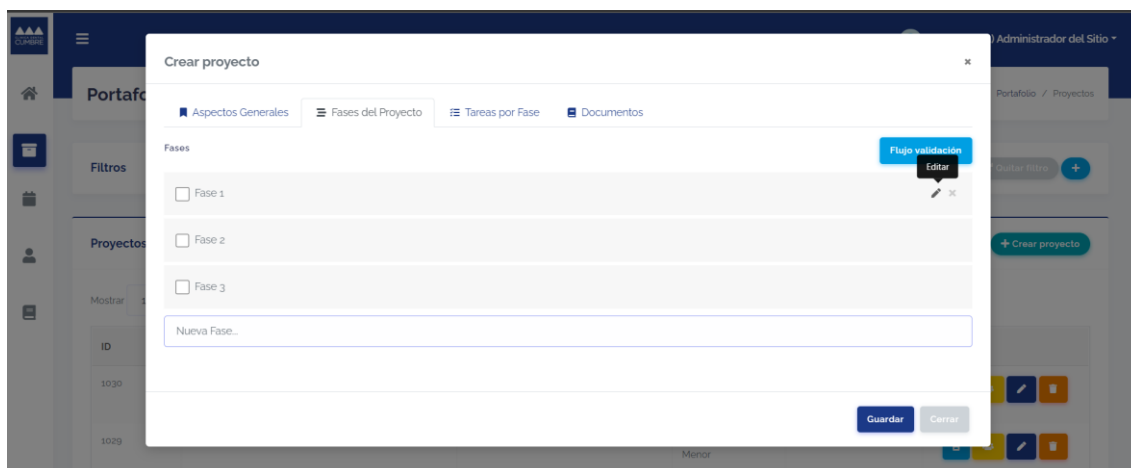 CUMBRE
) Administrador del Sitio
Crear proyecto
×
Portafo
Portafolio / Proyectos
Aspectos Generales
Fases del Proyecto
Tareas por Fase
Documentos
Fases
Flujo validación
Editar
Filtros
Quitar filtro
+
Fase 1
×
Fase 2
Proyectos
+ Crear proyecto
Fase 3
Mostrar 1
Nueva Fase...
ID
1030
Guardar
Cerrar
1029
Menor